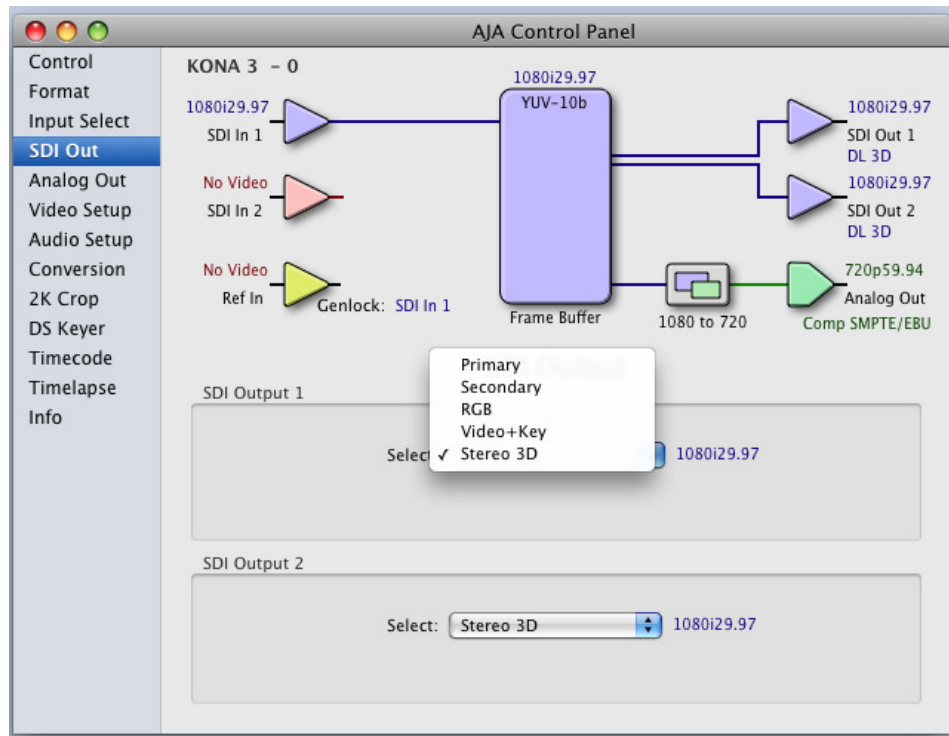 AJA Control Panel
Control
Format
Input Select
SDI Out
Analog Out
Video Setup
Audio Setup
Conversion
2K Crop
DS Keyer
Timecode
Timelapse
Info
KONA 3 - 0
1080i29.97
SDI In 1
No Video
SDI In 2
No Video
Ref In
Genlock: SDI In 1
1080i29.97
YUV-10b
Frame Buffer
1080 to 720
1080i29.97
SDI Out 1
DL 3D
1080i29.97
SDI Out 2
DL 3D
720p59.94
Analog Out
Comp SMPTE/EBU
Output
SDI Output 1
Select
Primary
Secondary
RGB
Video+Key
✓ Stereo 3D
1080i29.97
SDI Output 2
Select: Stereo 3D 1080i29.97